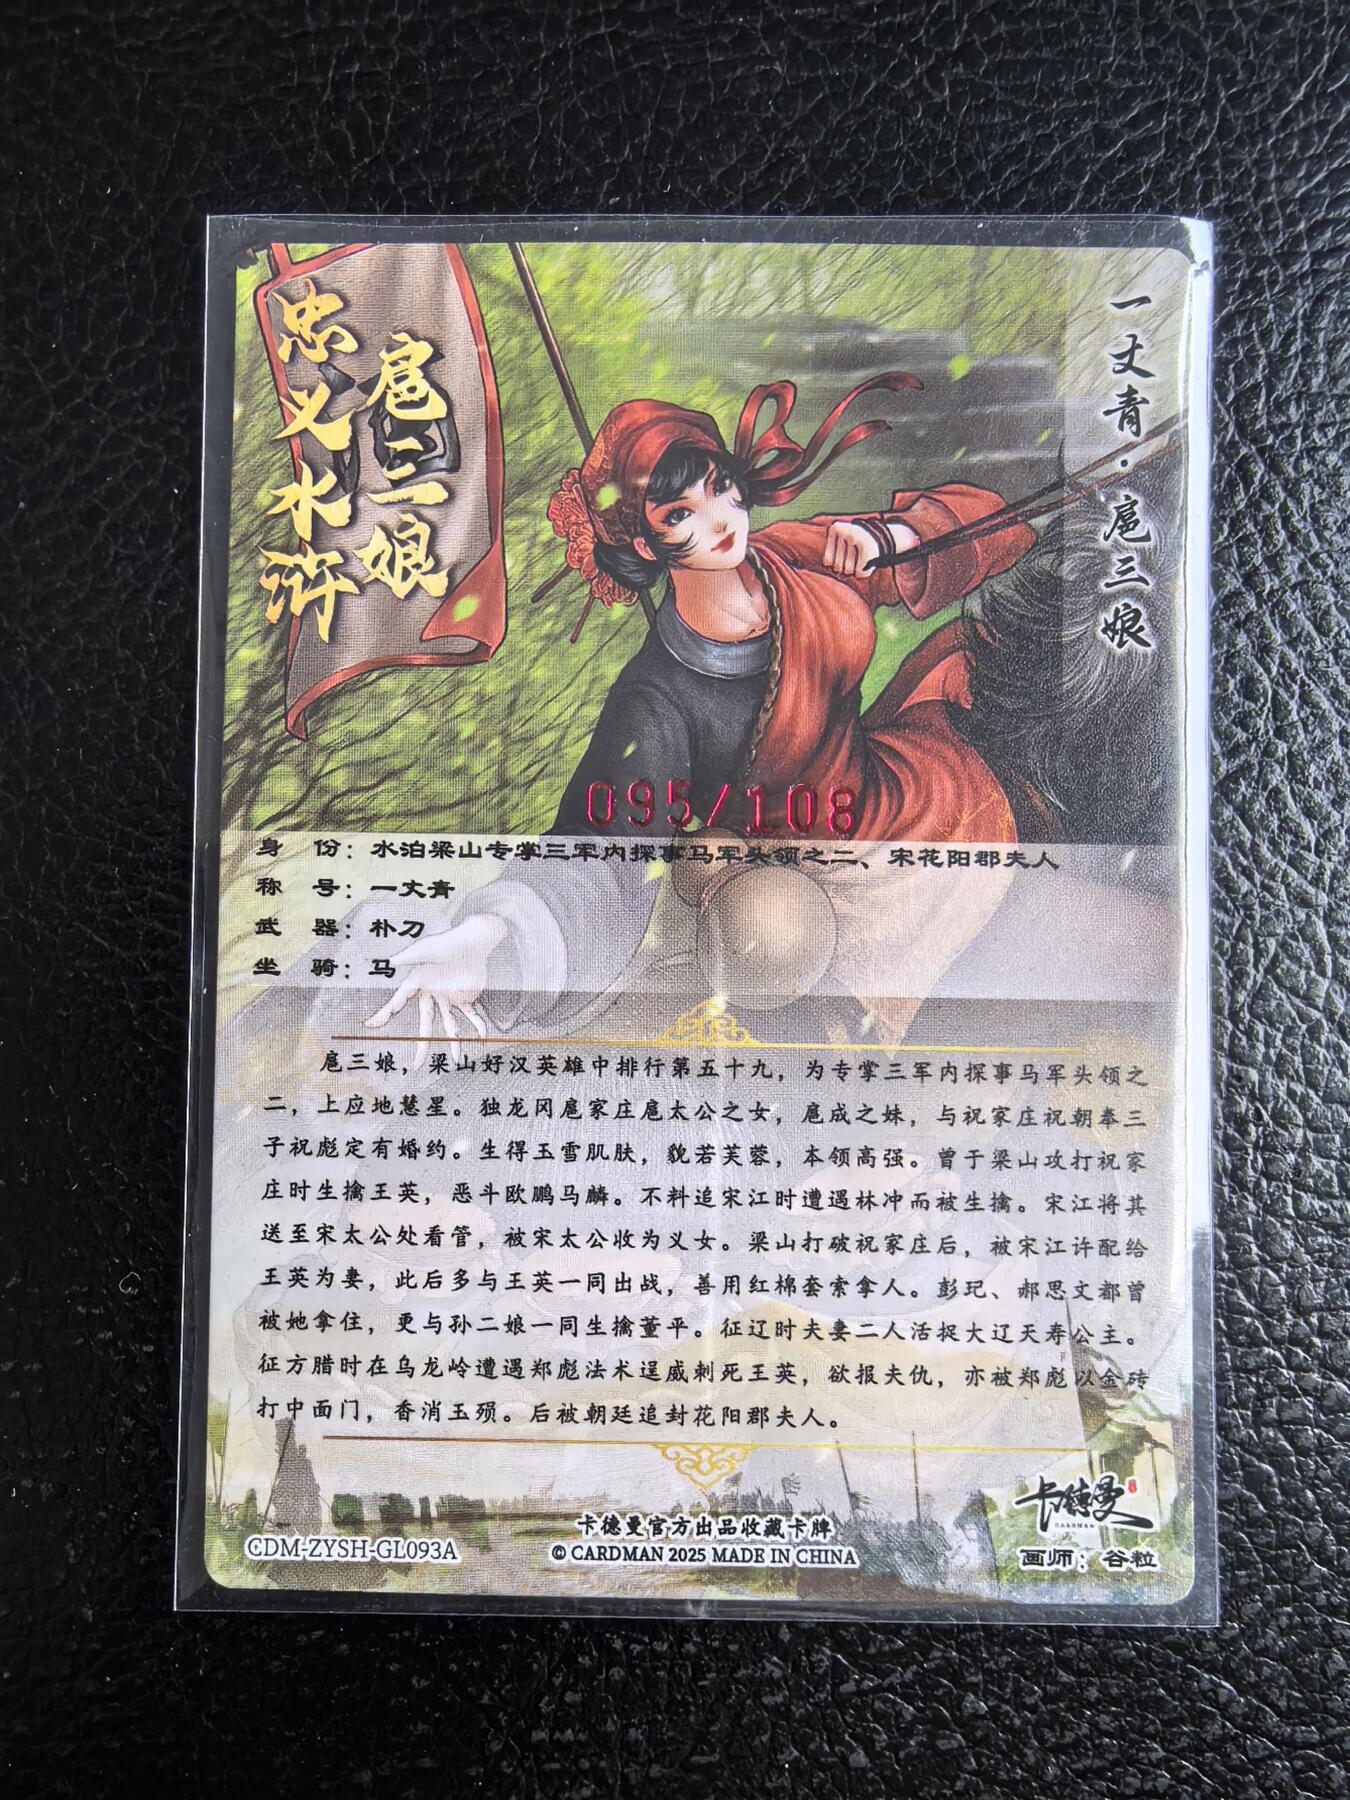 忠义水浒
扈三娘
一丈青·扈三娘
095/108
身 份：水泊梁山专掌三军内探事马军头领之二、宋花阳郡夫人
称 号：一丈青
武 器：朴刀
坐 骑：马
扈三娘，梁山好汉英雄中排行第五十九，为专掌三军内探事马军头领之
二，上应地慧星。独龙冈扈家庄扈太公之女，扈成之妹，与祝家庄祝朝奉三
子祝彪定有婚约。生得玉雪肌肤，貌若芙蓉，本领高强。曾于梁山攻打祝家
庄时生擒王英，恶斗欧鹏马麟。不料追宋江时遭遇林冲而被生擒。宋江将其
送至宋太公处看管，被宋太公收为义女。梁山打破祝家庄后，被宋江许配给
王英为妻，此后多与王英一同出战，善用红棉套索拿人。彭玘、郝思文都曾
被她拿住，更与孙二娘一同生擒董平。征辽时夫妻二人活捉大辽天寿公主。
征方腊时在乌龙岭遭遇郑彪法术逞威刺死王英，欲报夫仇，亦被郑彪以金砖
打中面门，香消玉殒。后被朝廷追封花阳郡夫人。
卡德曼
CDM-ZYSH-GL093A
卡德曼官方出品收藏卡牌
© CARDMAN 2025 MADE IN CHINA
画师：谷粒